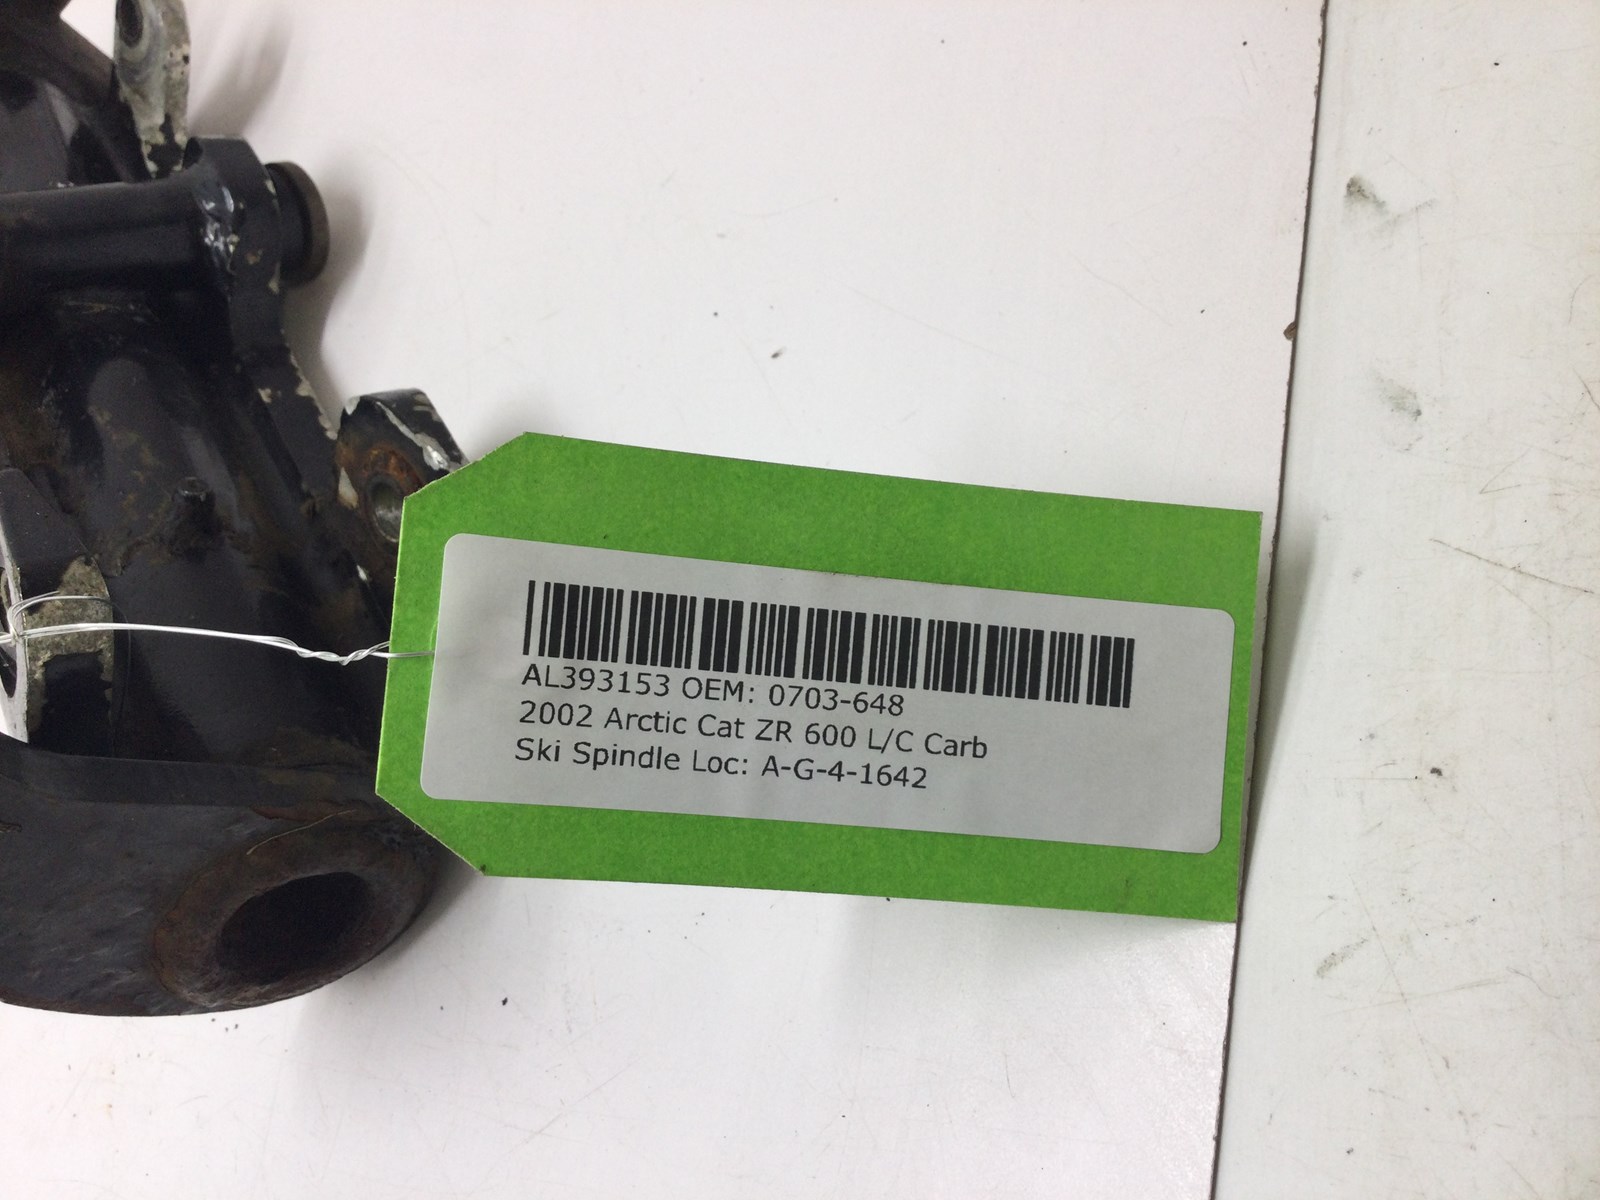 AL393153 OEM: 0703-648
2002 Arctic Cat ZR 600 L/C Carb
Ski Spindle Loc: A-G-4-1642